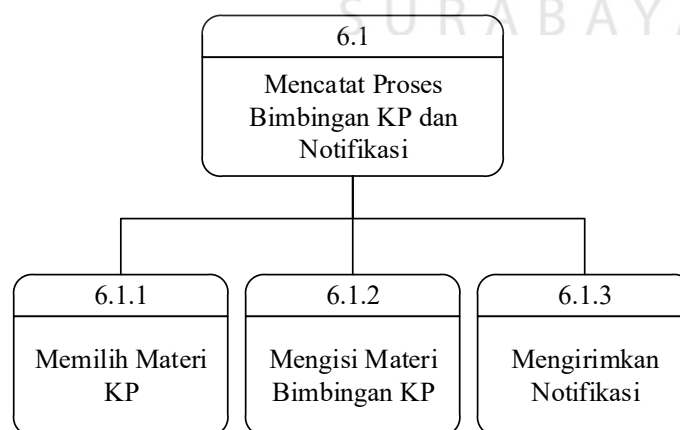 SURABAYA
6.1
Mencatat Proses
Bimbingan KP dan
Notifikasi
6.1.1
Memilih Materi
KP
6.1.2
Mengisi Materi
Bimbingan KP
6.1.3
Mengirimkan
Notifikasi